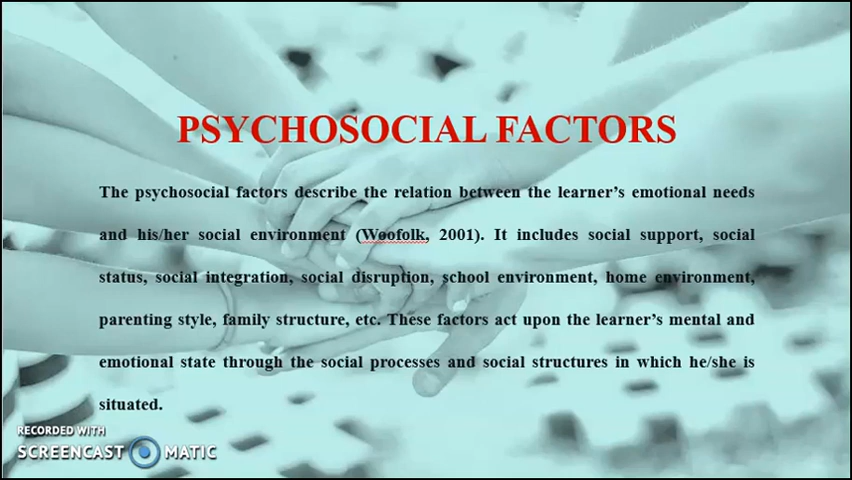 PSYCHOSOCIAL FACTORS
The psychosocial factors describe the relation between the learner's emotional needs
and his/her social environment (Woofolk, 2001). It includes social support, social
status, social integration, social disruption, school environment, home environment,
parenting style, family structure, etc. These factors act upon the learner's mental and
emotional state through the social processes and social structures in which he/she is
situated.
RECORDED WITH
SCREENCAST MATIC